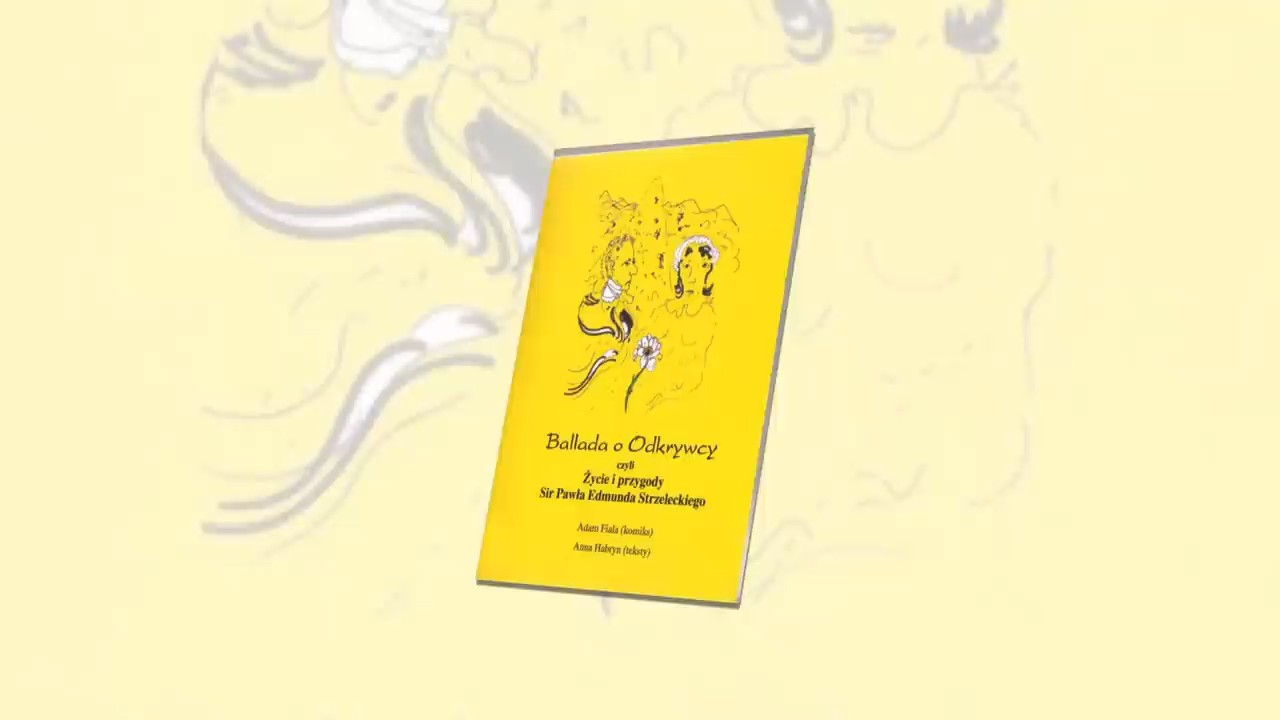 Ballada o Odkrywcy
czyli
Życie i przygody
Sir Pawła Edmunda Strzeleckiego
Adam Fiala (komiks)
Anna Habryn (teksty)